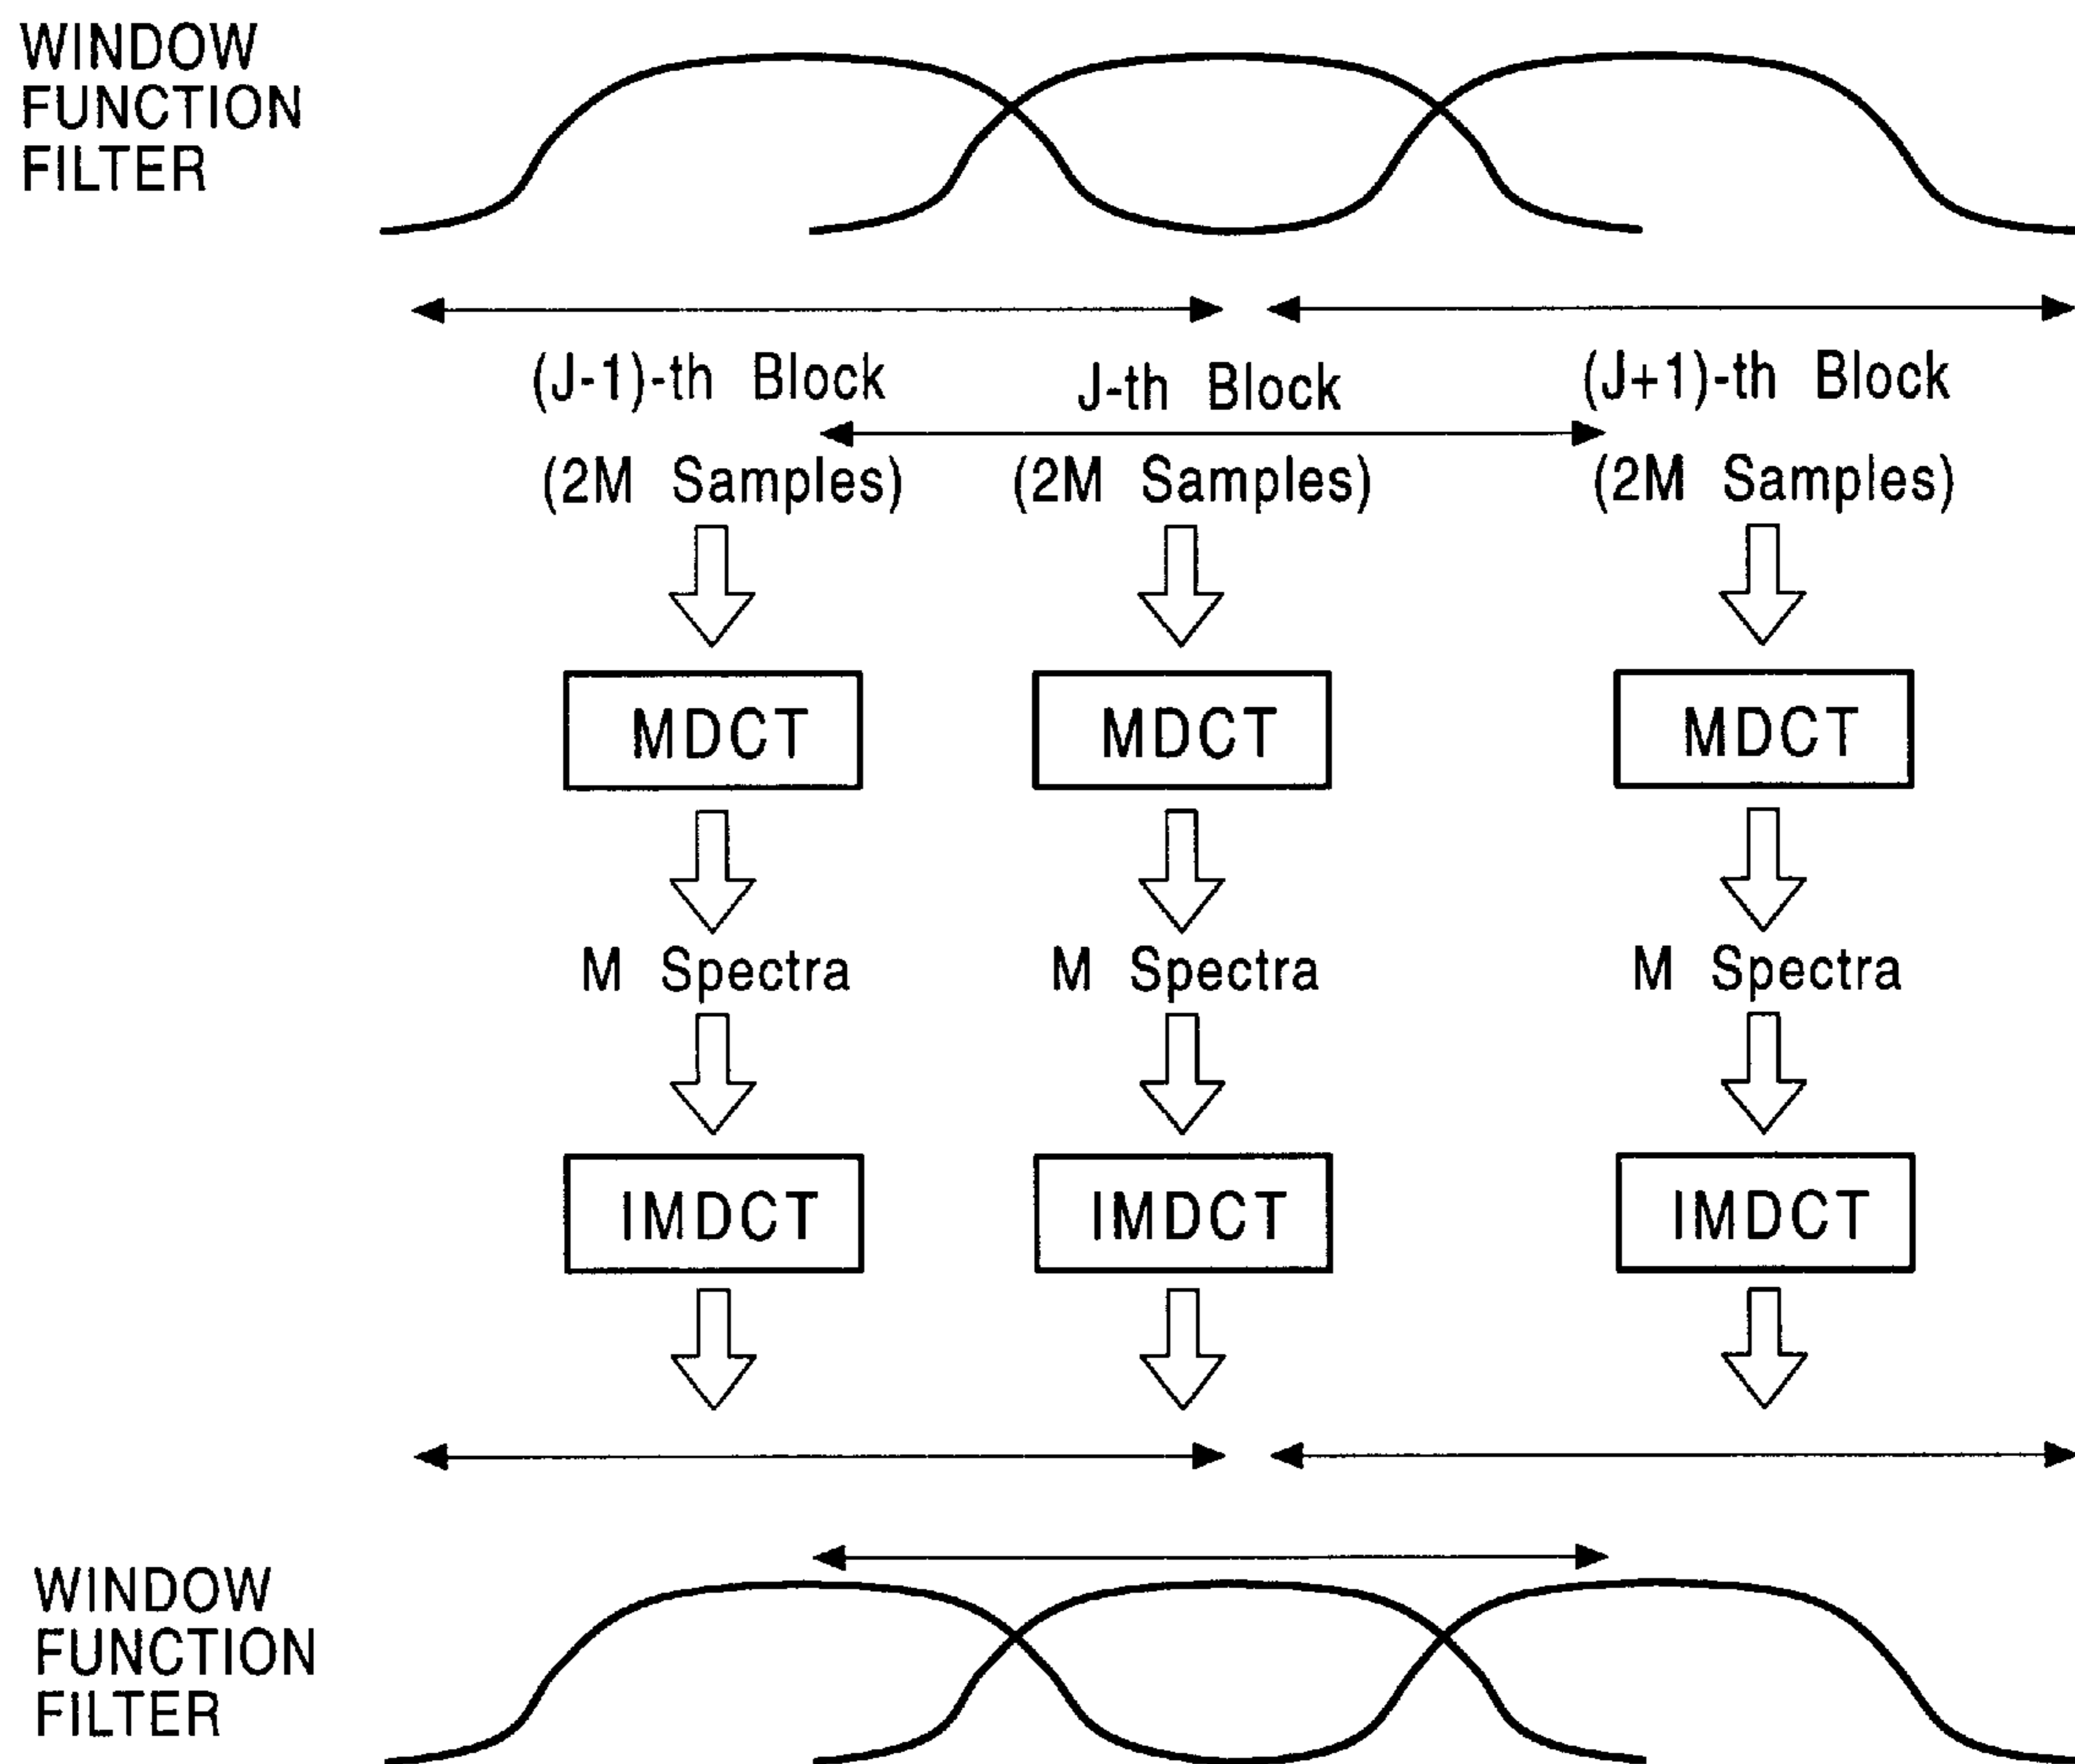 WINDOW
FUNCTION
FILTER
(J-1)-th Block
J-th Block
(J+1)-th Block
(2M Samples)
(2M Samples)
(2M Samples)
MDCT
MDCT
MDCT
M Spectra
M Spectra
M Spectra
IMDCT
IMDCT
IMDCT
WINDOW
FUNCTION
FILTER